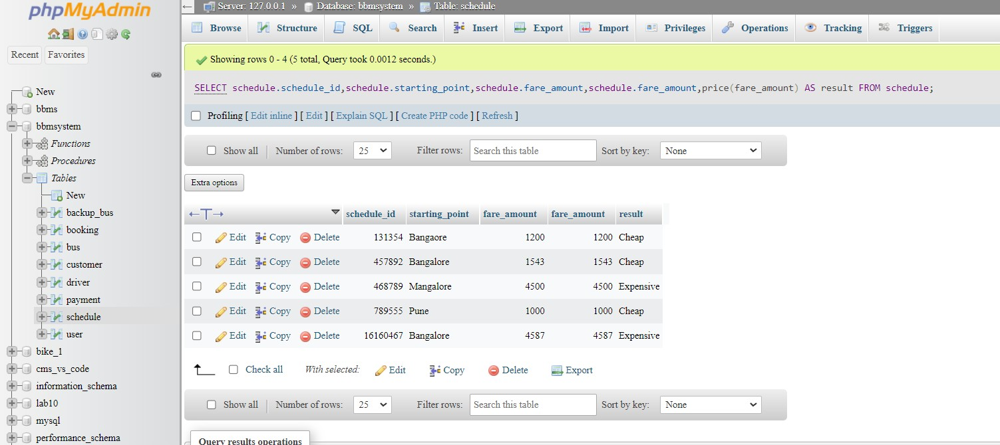 phpMyAdmin
Recent Favorites
New
bbms
bbmsystem
Functions
Procedures
Tables
New
backup_bus
booking
bus
customer
driver
payment
schedule
user
bike_1
cms_vs_code
information_schema
lab10
mysql
performance_schema
Server: 127.0.0.1 » Database: bbmsystem » Table: schedule
Browse Structure SQL Search Insert Export Import Privileges Operations Tracking Triggers
Showing rows 0 - 4 (5 total, Query took 0.0012 seconds.)
SELECT schedule.schedule_id,schedule.starting_point,schedule.fare_amount,schedule.fare_amount,price(fare_amount) AS result FROM schedule;
Profiling [ Edit inline ] [ Edit ] [ Explain SQL ] [ Create PHP code ] [ Refresh ]
Show all Number of rows: 25 Filter rows: Search this table Sort by key: None
Extra options
←T→ schedule_id starting_point fare_amount fare_amount result
Edit Copy Delete 131354 Bangaore 1200 1200 Cheap
Edit Copy Delete 457892 Bangalore 1543 1543 Cheap
Edit Copy Delete 468789 Mangalore 4500 4500 Expensive
Edit Copy Delete 789555 Pune 1000 1000 Cheap
Edit Copy Delete 16160467 Bangalore 4587 4587 Expensive
Check all With selected: Edit Copy Delete Export
Show all Number of rows: 25 Filter rows: Search this table Sort by key: None
Query results operations